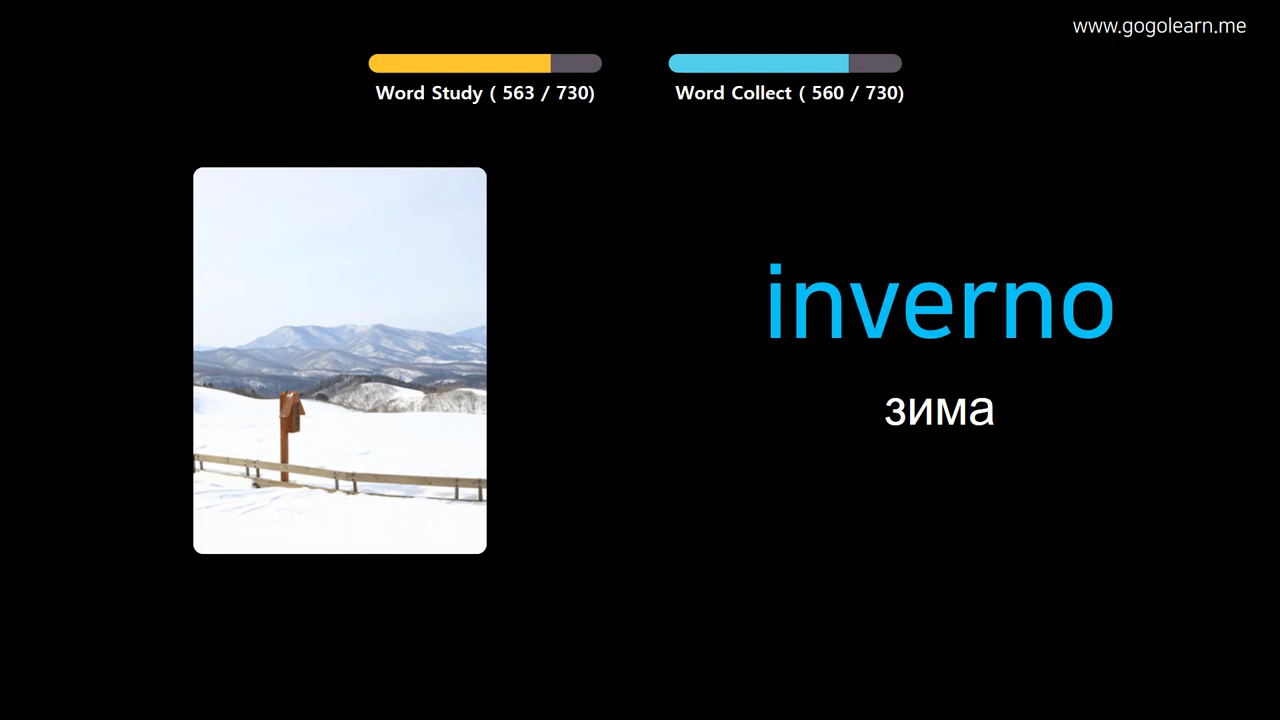 www.gogolearn.me
Word Study ( 563 / 730)
Word Collect ( 560 / 730)
inverno
зима